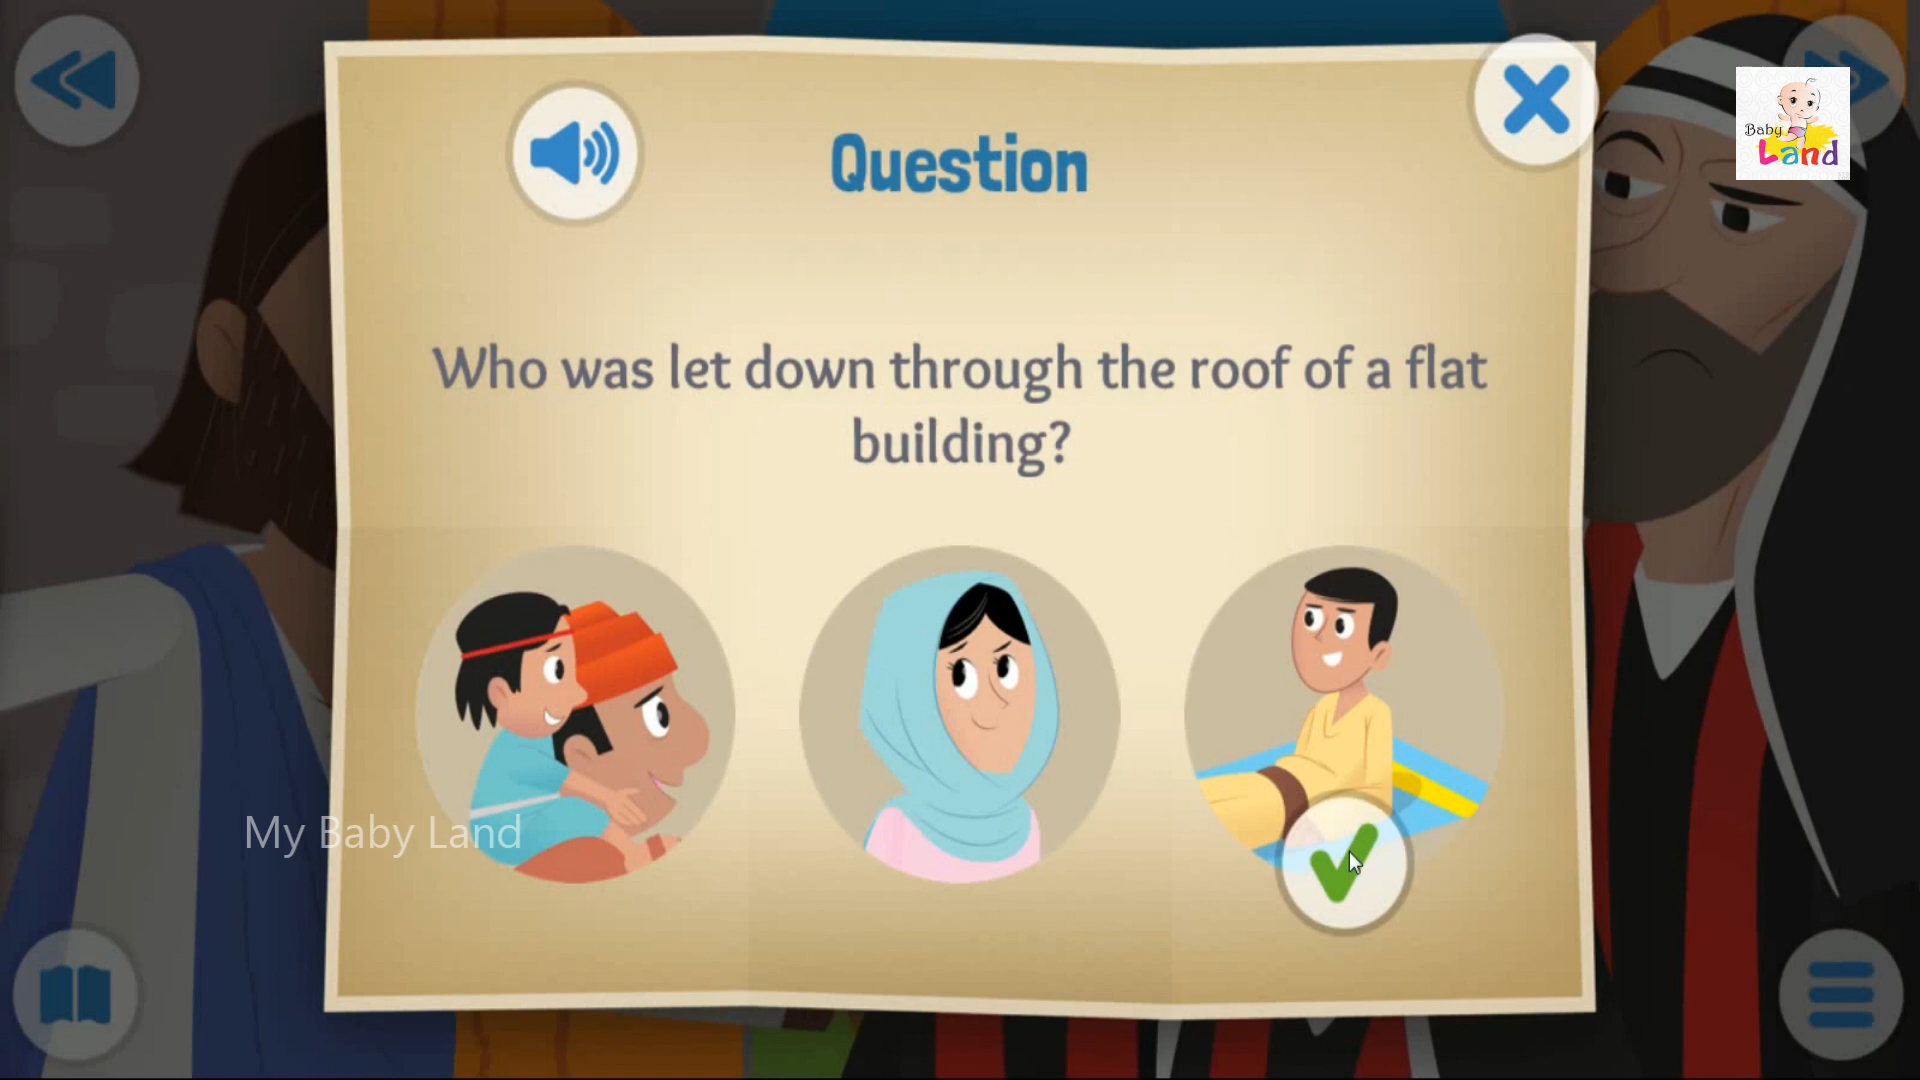 Question
Baby
Land
Who was let down through the roof of a flat
building?
My Baby Land